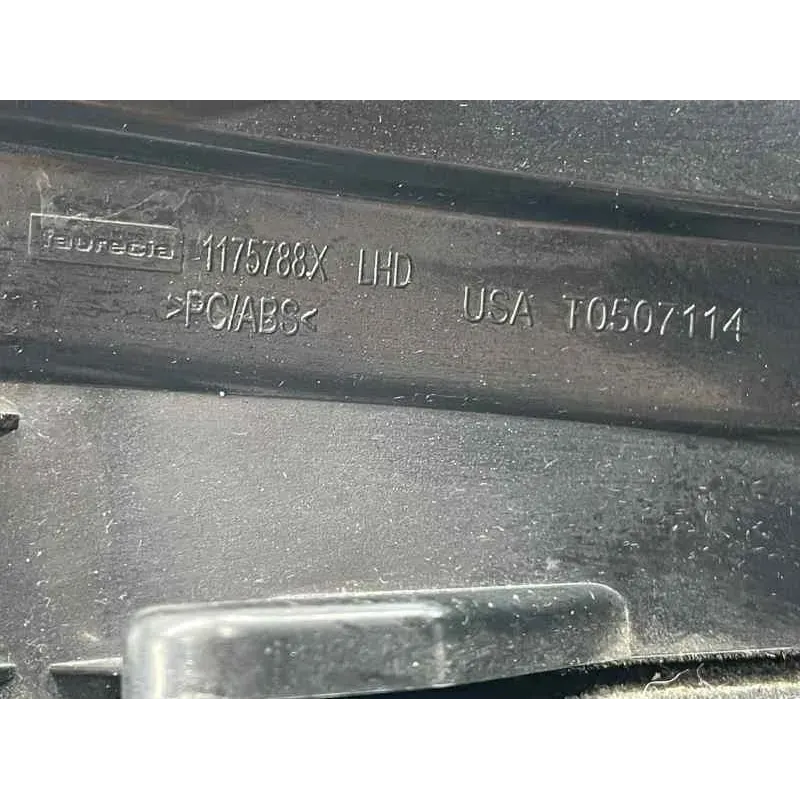 faurecia 1175788X LHD
>PC/ABS<
USA T0507114